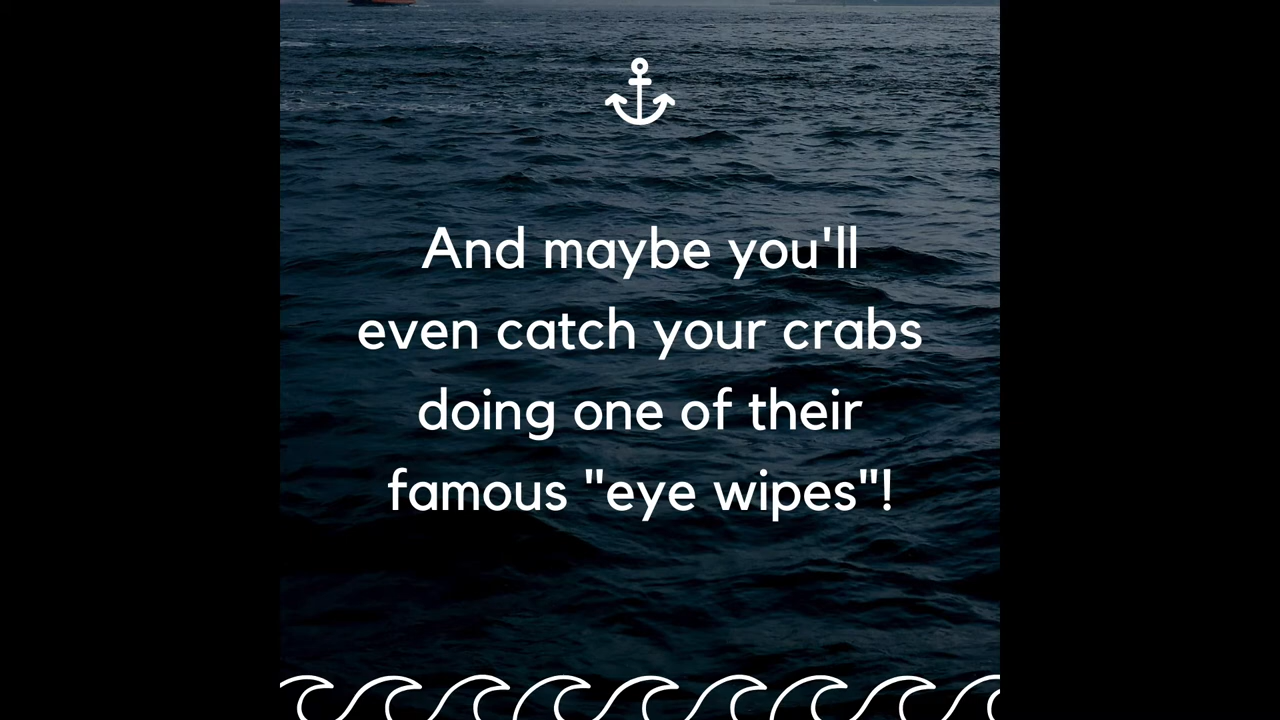 And maybe you'll
even catch your crabs
doing one of their
famous "eye wipes"!